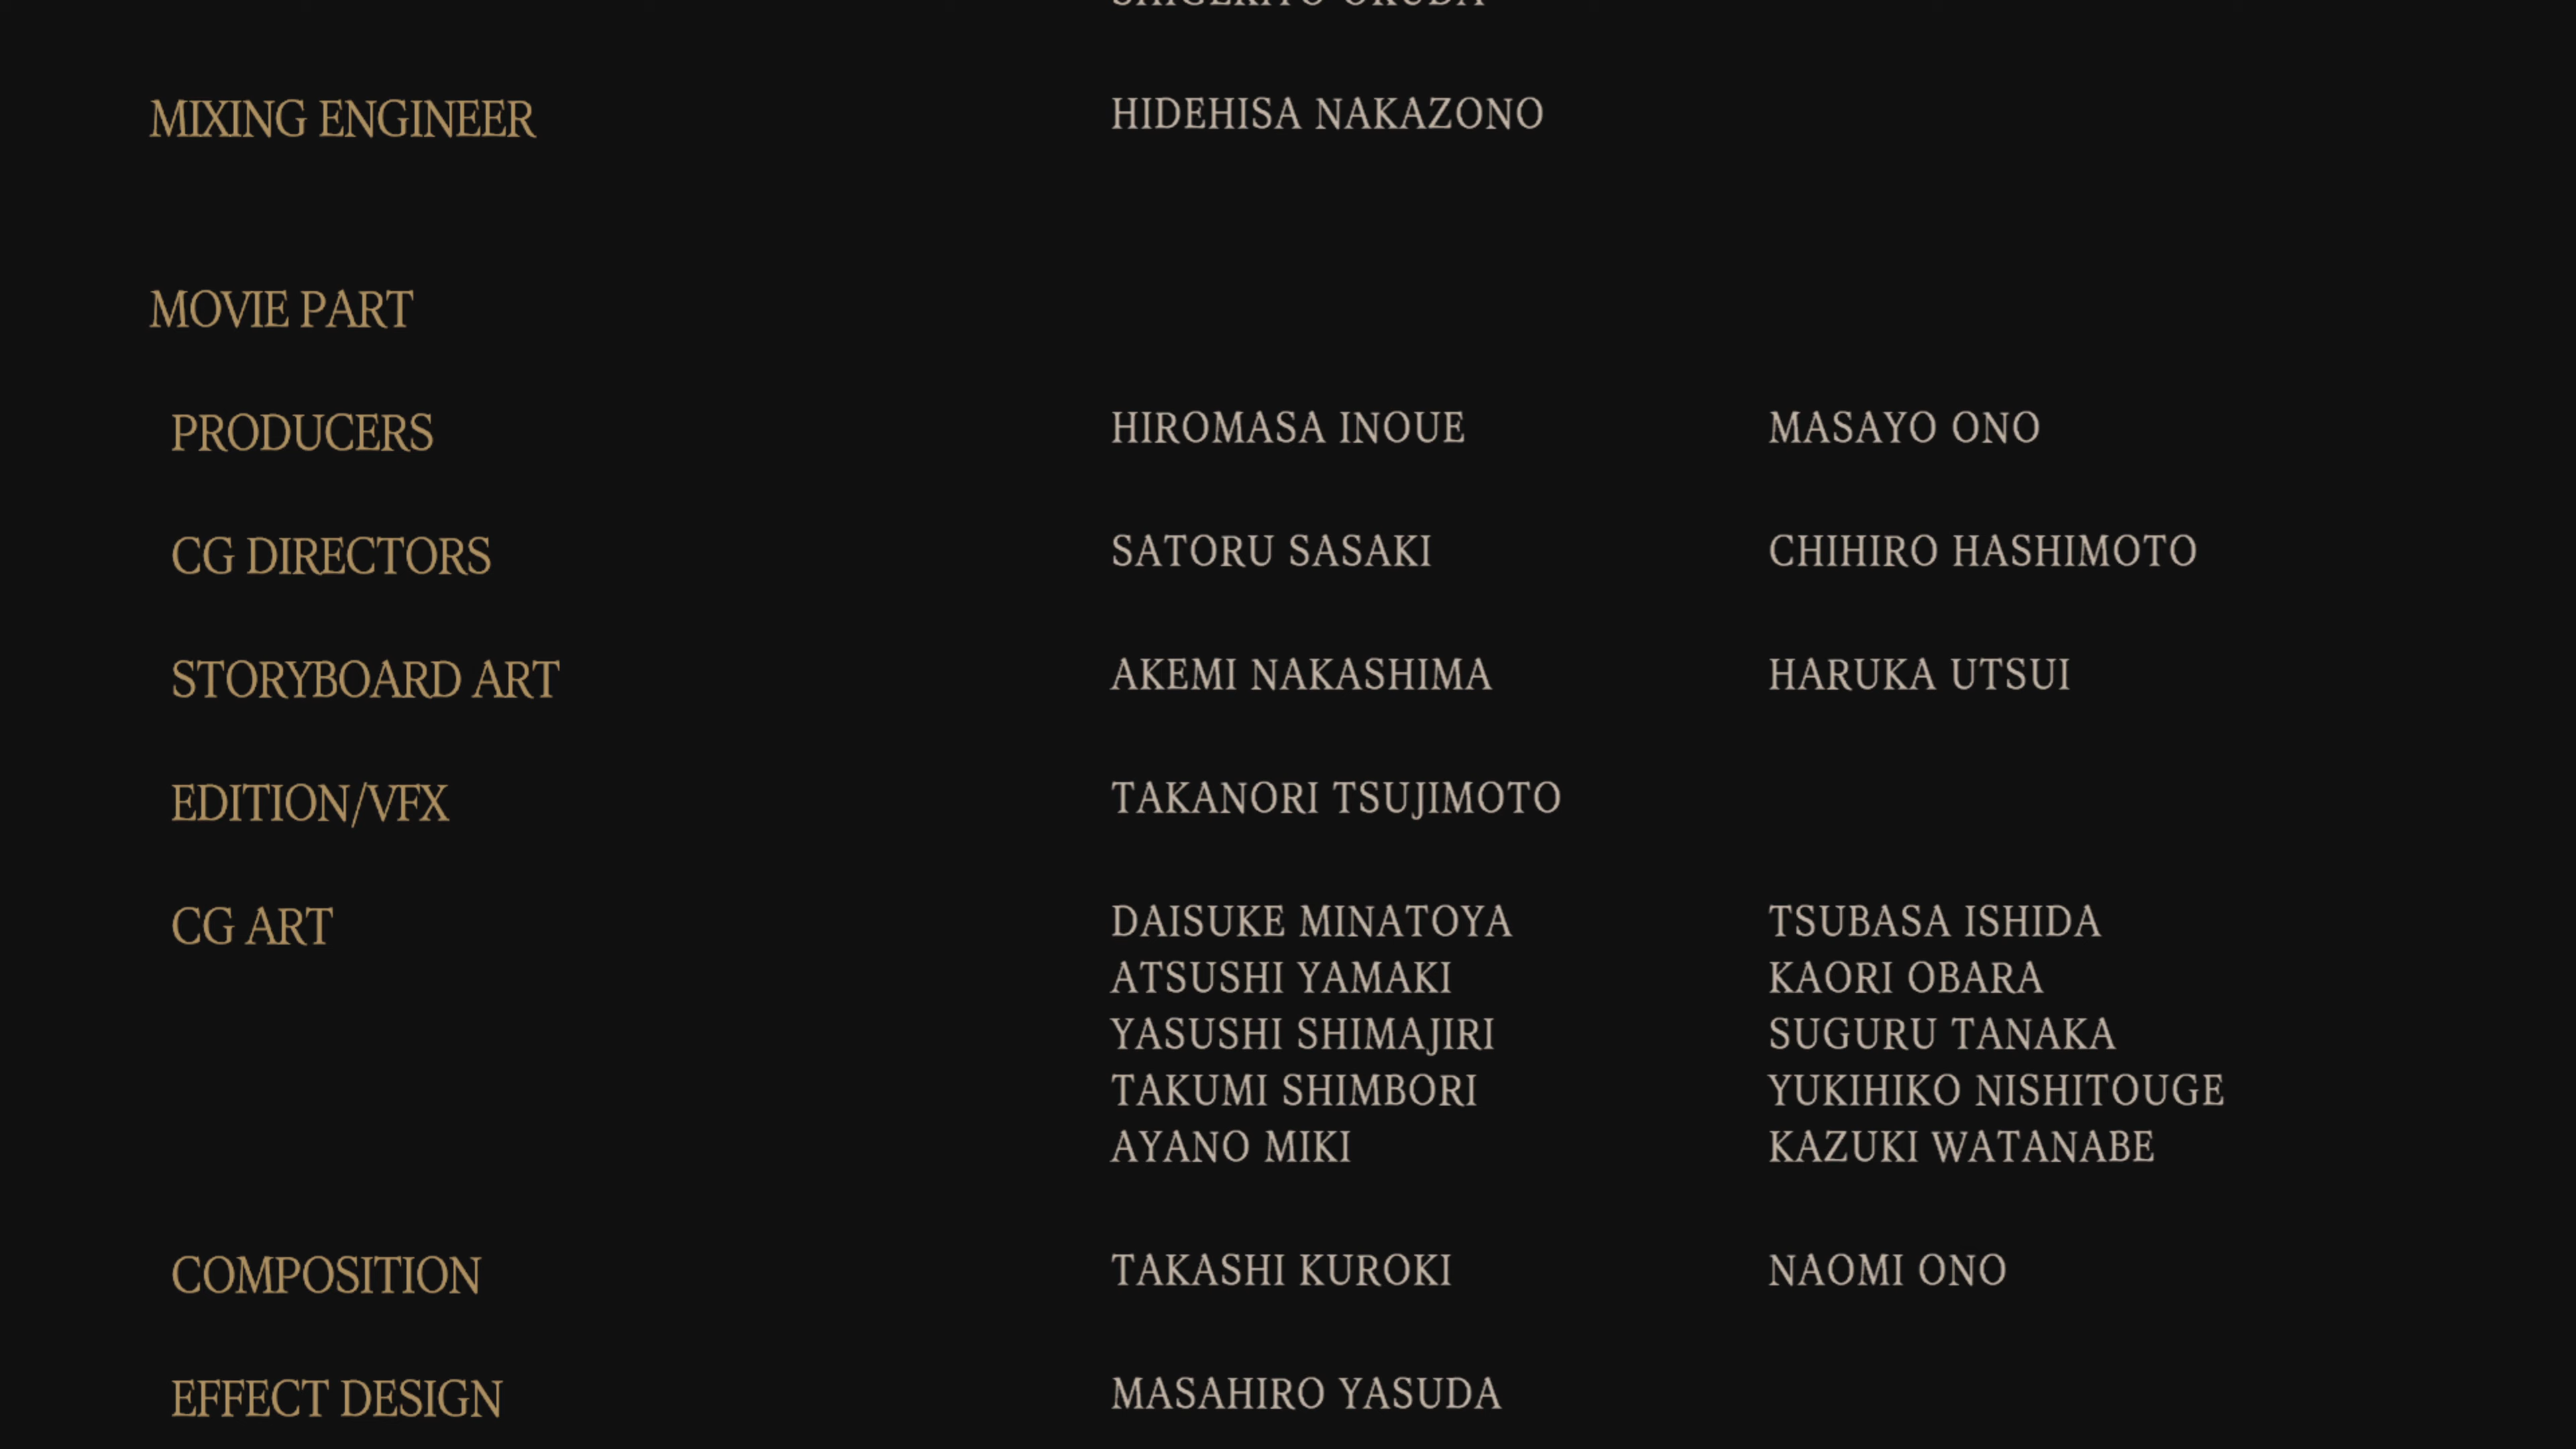 MIXING ENGINEER HIDEHISA NAKAZONO
MOVIE PART
PRODUCERS HIROMASA INOUE MASAYO ONO
CG DIRECTORS SATORU SASAKI CHIHIRO HASHIMOTO
STORYBOARD ART AKEMI NAKASHIMA HARUKA UTSUI
EDITION/VFX TAKANORI TSUJIMOTO
CG ART DAISUKE MINATOYA TSUBASA ISHIDA
ATSUSHI YAMAKI KAORI OBARA
YASUSHI SHIMAJIRI SUGURU TANAKA
TAKUMI SHIMBORI YUKIHIKO NISHITOUGE
AYANO MIKI KAZUKI WATANABE
COMPOSITION TAKASHI KUROKI NAOMI ONO
EFFECT DESIGN MASAHIRO YASUDA